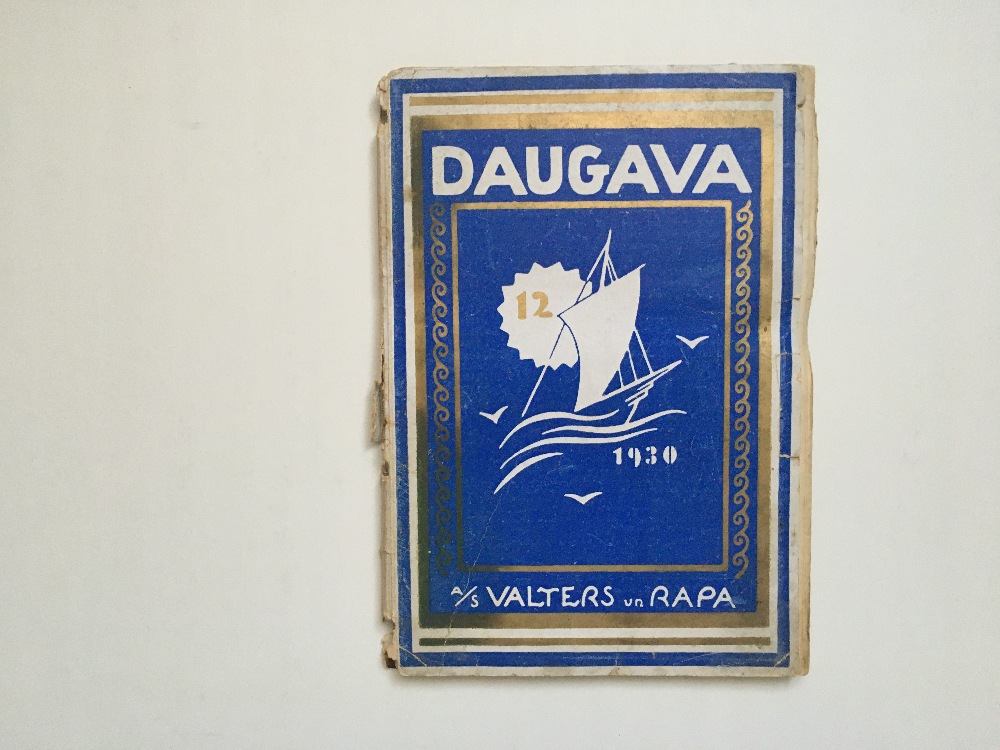 DAUGAVA
12
1930
A/S VALTERS un RAPA